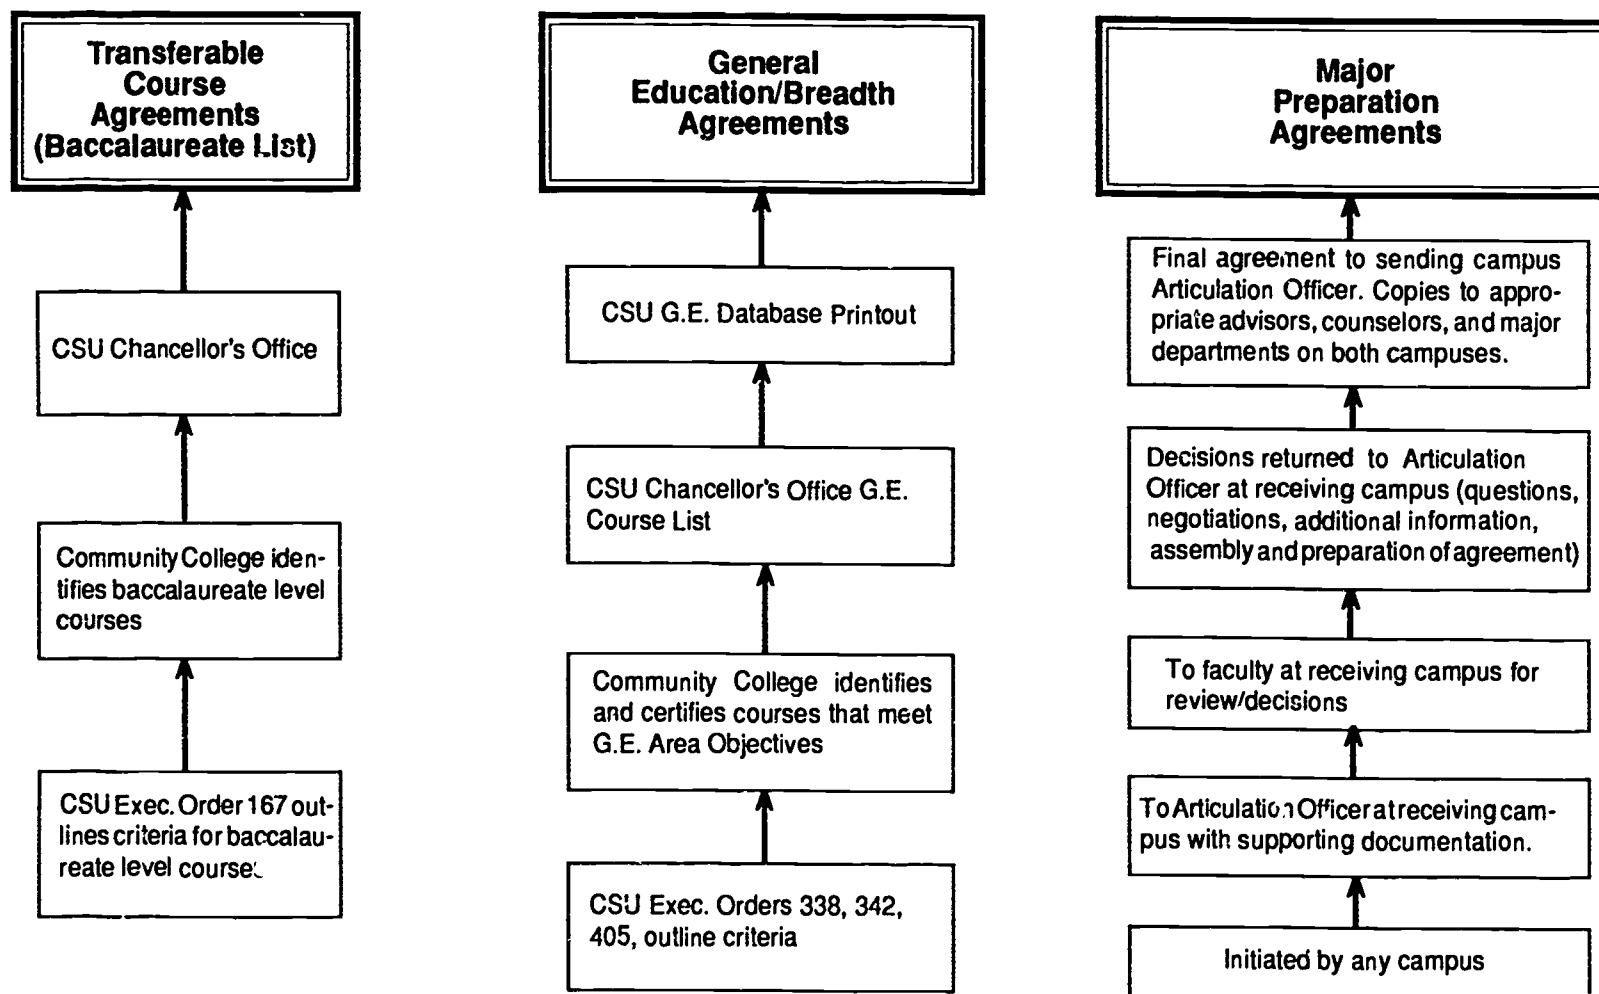 Transferable
Course
Agreements
(Baccalaureate List)
CSU Chancellor's Office
Community College iden-
tifies baccalaureate level
courses
CSU Exec. Order 167 out-
lines criteria for baccalau-
reate level courses
General
Education/Breadth
Agreements
CSU G.E. Database Printout
CSU Chancellor's Office G.E.
Course List
Community College identifies
and certifies courses that meet
G.E. Area Objectives
CSU Exec. Orders 338, 342,
405, outline criteria
Major
Preparation
Agreements
Final agreement to sending campus
Articulation Officer. Copies to appro-
priate advisors, counselors, and major
departments on both campuses.
Decisions returned to Articulation
Officer at receiving campus (questions,
negotiations, additional information,
assembly and preparation of agreement)
To faculty at receiving campus for
review/decisions
To Articulation Officer at receiving cam-
pus with supporting documentation.
Initiated by any campus